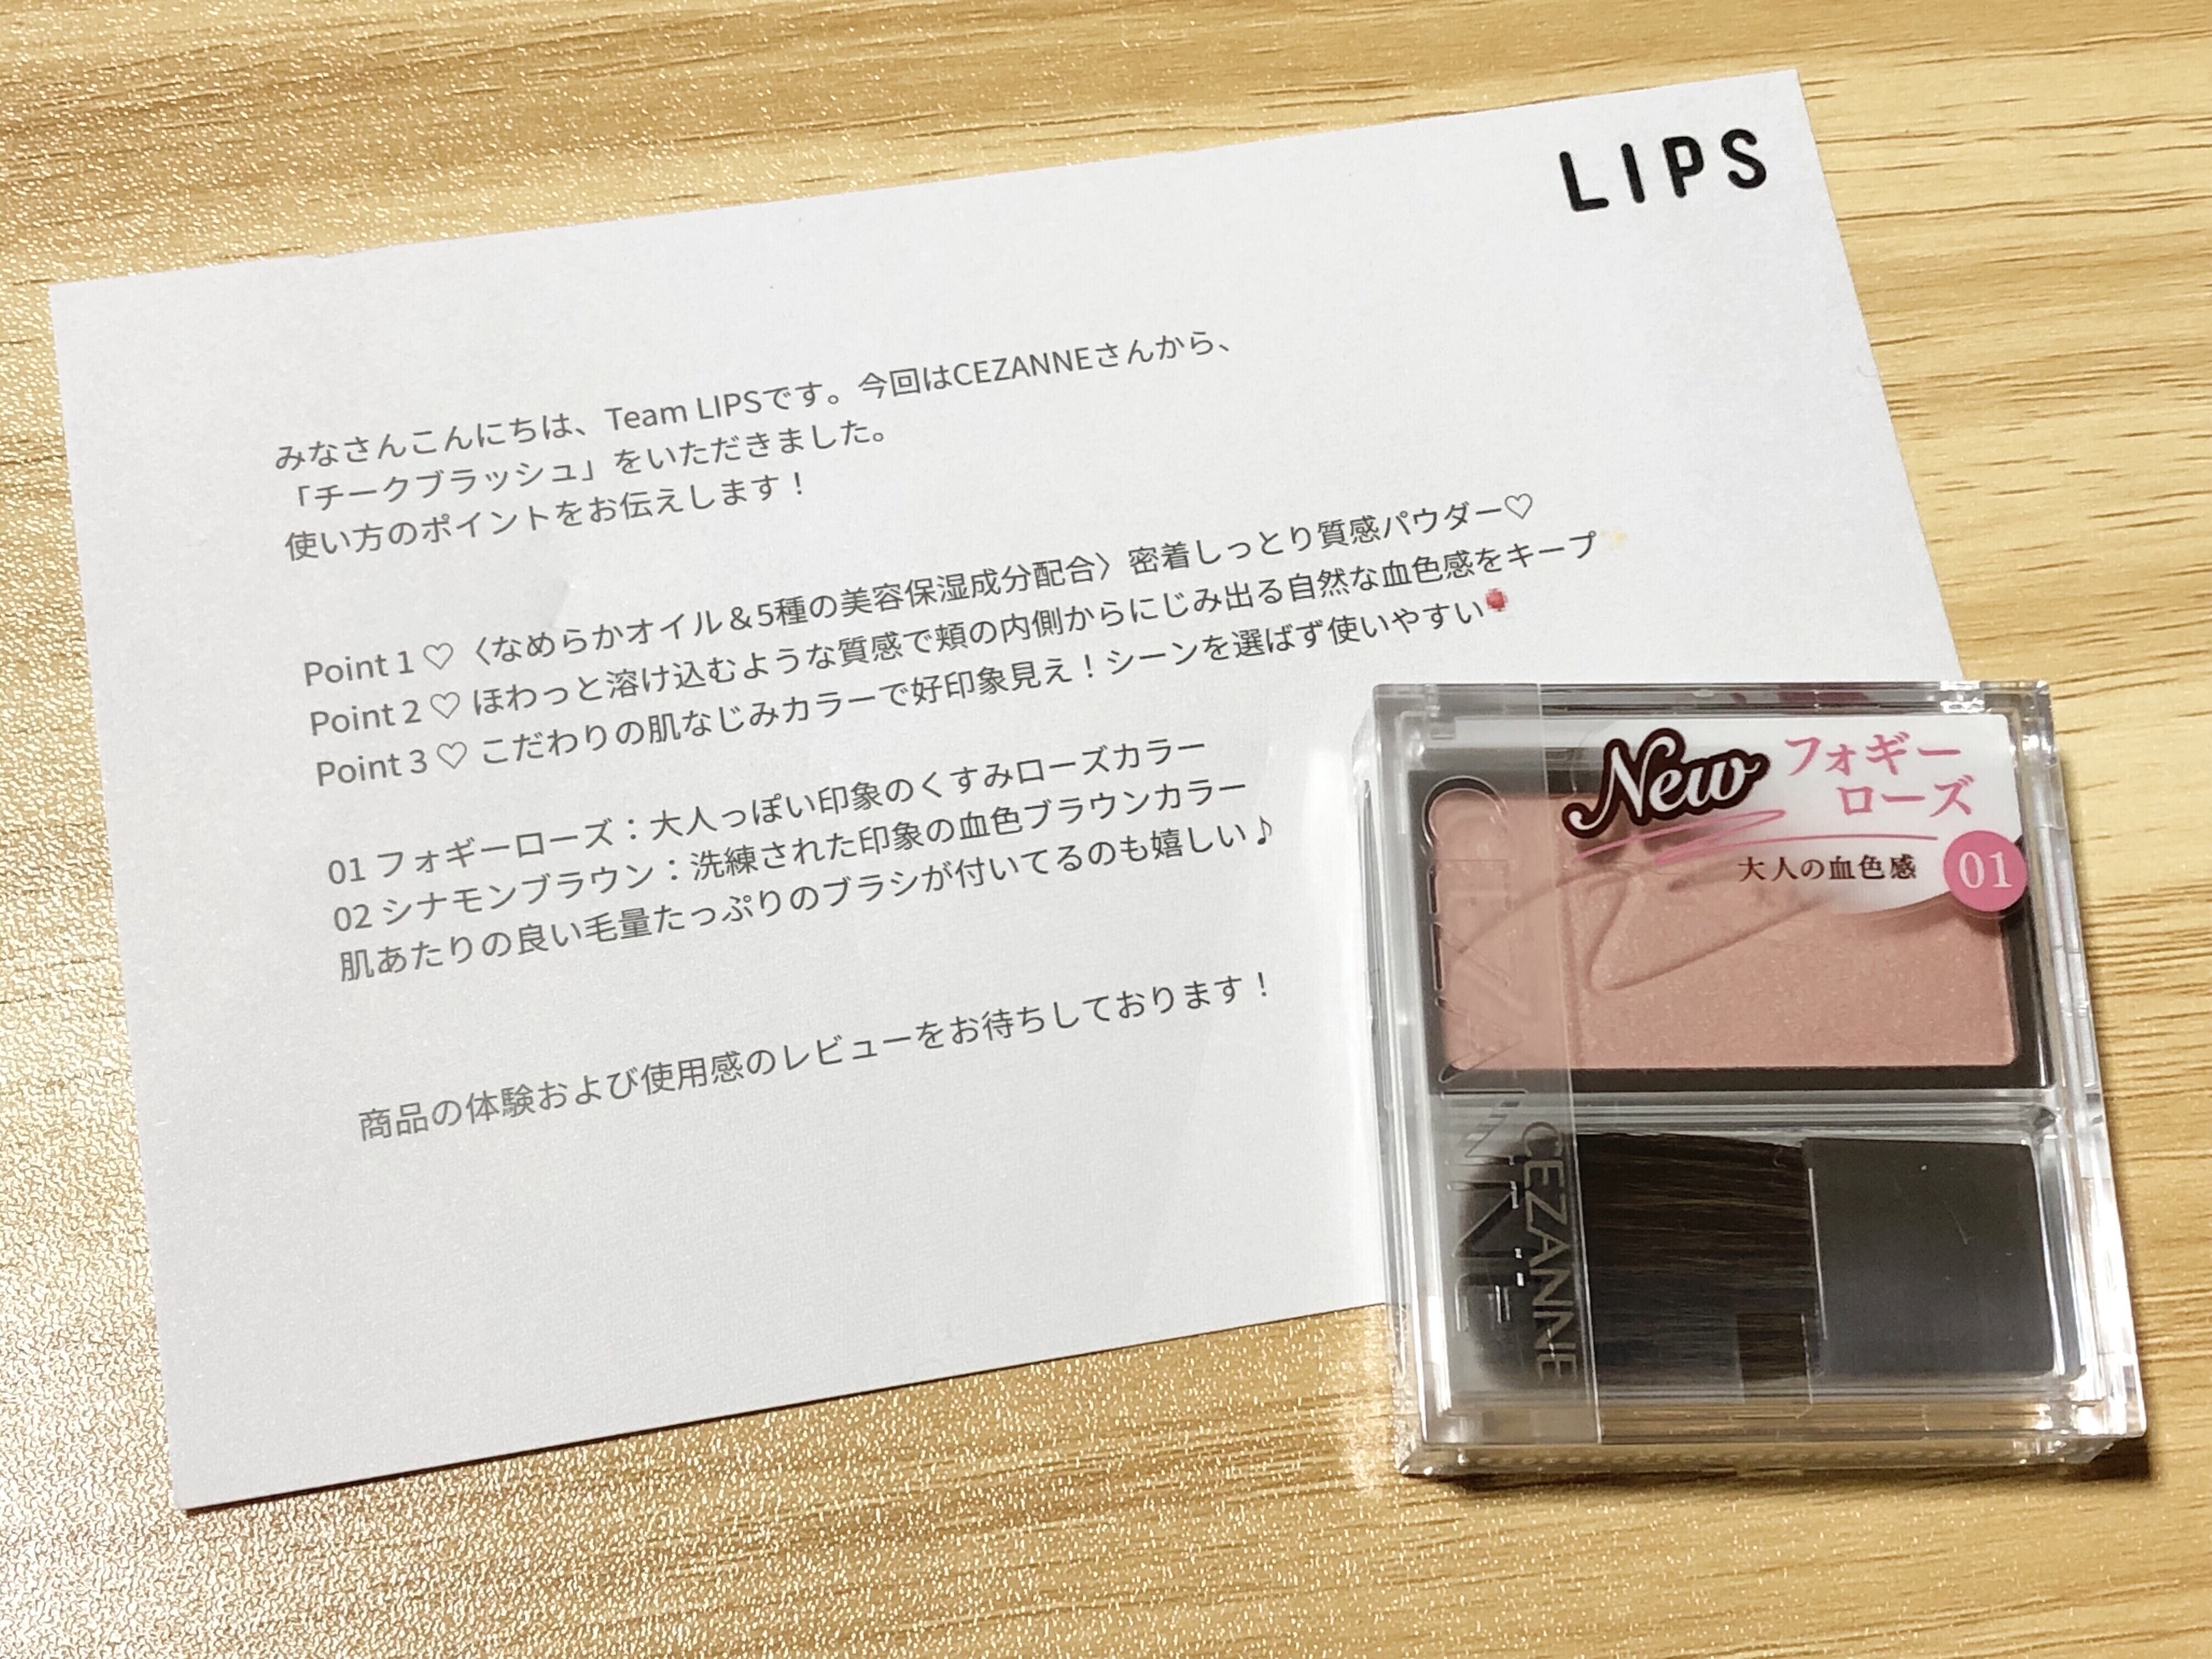 LIPS
みなさんこんにちは、Team LIPSです。今回はCEZANNEさんから、
「チークブラッシュ」をいただきました。
使い方のポイントをお伝えします！
Point 1 ♡〈なめらかオイル＆5種の美容保湿成分配合〉密着しっとり質感パウダー♡
Point 2 ♡ ほわっと溶け込むような質感で頬の内側からにじみ出る自然な血色感をキープ✨
Point 3 ♡ こだわりの肌なじみカラーで好印象見え！シーンを選ばず使いやすい🌹
01 フォギーローズ：大人っぽい印象のくすみローズカラー
02 シナモンブラウン：洗練された印象の血色ブラウンカラー
肌あたりの良い毛量たっぷりのブラシが付いてるのも嬉しい♪
商品の体験および使用感のレビューをお待ちしております！
New フォギー
ローズ
大人の血色感 01
CEZANNE
CEZANNE